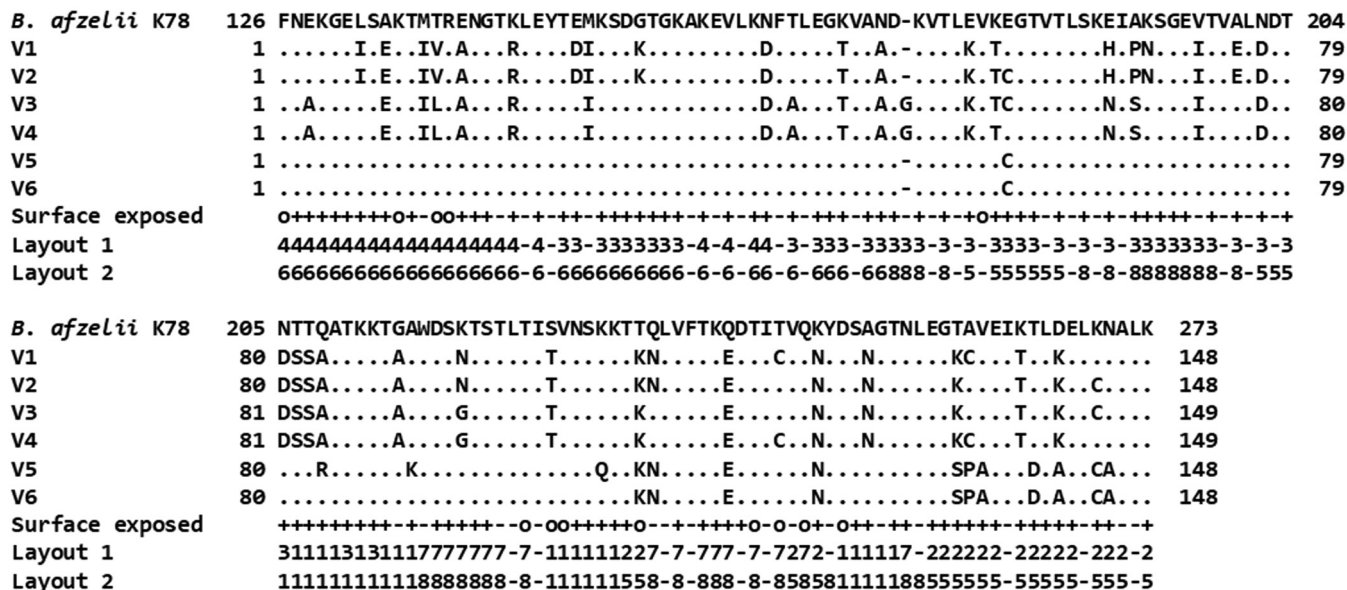 B. afzelii K78 126 FNEKGELSAKTMTRENGTKLEYTEMKSDGTGKAKEVLKNFTLEGKVAND-KVTLEVKEGTVTLSKEIAKSGEVTVALNDT 204
V1 1 ......I.E..IV.A...R....DI...K.........D.....T..A.-....K.T........H.PN...I..E.D.. 79
V2 1 ......I.E..IV.A...R....DI...K.........D.....T..A.-....K.TC.......H.PN...I..E.D.. 79
V3 1 ..A.....E..IL.A...R.....I.............D.A...T..A.G....K.TC.......N.S....I....D.. 80
V4 1 ..A.....E..IL.A...R.....I.............D.A...T..A.G....K.T........N.S....I....D.. 80
V5 1 .................................................-.......C...................... 79
V6 1 .................................................-.......C...................... 79
Surface exposed o++++++++o+-oo+++++-+-++-+++++++-+-+-++-+-+++-+++++-+-+o++++-+-+-+-+++++++-+-+-+
Layout 1 4444444444444444444-4-33-3333333-4-4-44-3-333-33333-3-3-3333-3-3-3-3333333-3-3-3
Layout 2 6666666666666666666-6-6666666666-6-6-66-6-666-66888-8-5-555555-8-8-8888888-8-555
B. afzelii K78 205 NTTQATKKTGAWDSKTSTLTISVNSKKTTQLVFTKQDTITVQKYDSAGTNLEGTAVEIKTLDELKNALK 273
V1 80 DSSA.....A....N......T......KN.....E...C..N...N......KC...T..K....... 148
V2 80 DSSA.....A....N......T......KN.....E......N...N......K....T..K..C.... 148
V3 81 DSSA.....A....G......T......K......E......N...N......K....T..K..C.... 149
V4 81 DSSA.....A....G......T......K......E...C..N...N......KC...T..K....... 149
V5 80 ...R......K..............Q..KN.....E......N..........SPA...D.A..CA... 148
V6 80 ............................KN.....E......N..........SPA...D.A..CA... 148
Surface exposed +++++++++-+-++++++--o-oo+++++o--+-++++o-o-o+-o++-++-++++++-+++++-++--+
Layout 1 311113131117777777-7-111111227-7-777-7-7272-111117-222222-22222-222-2
Layout 2 111111111118888888-8-111111558-8-888-8-85858111118855555-55555-555-5